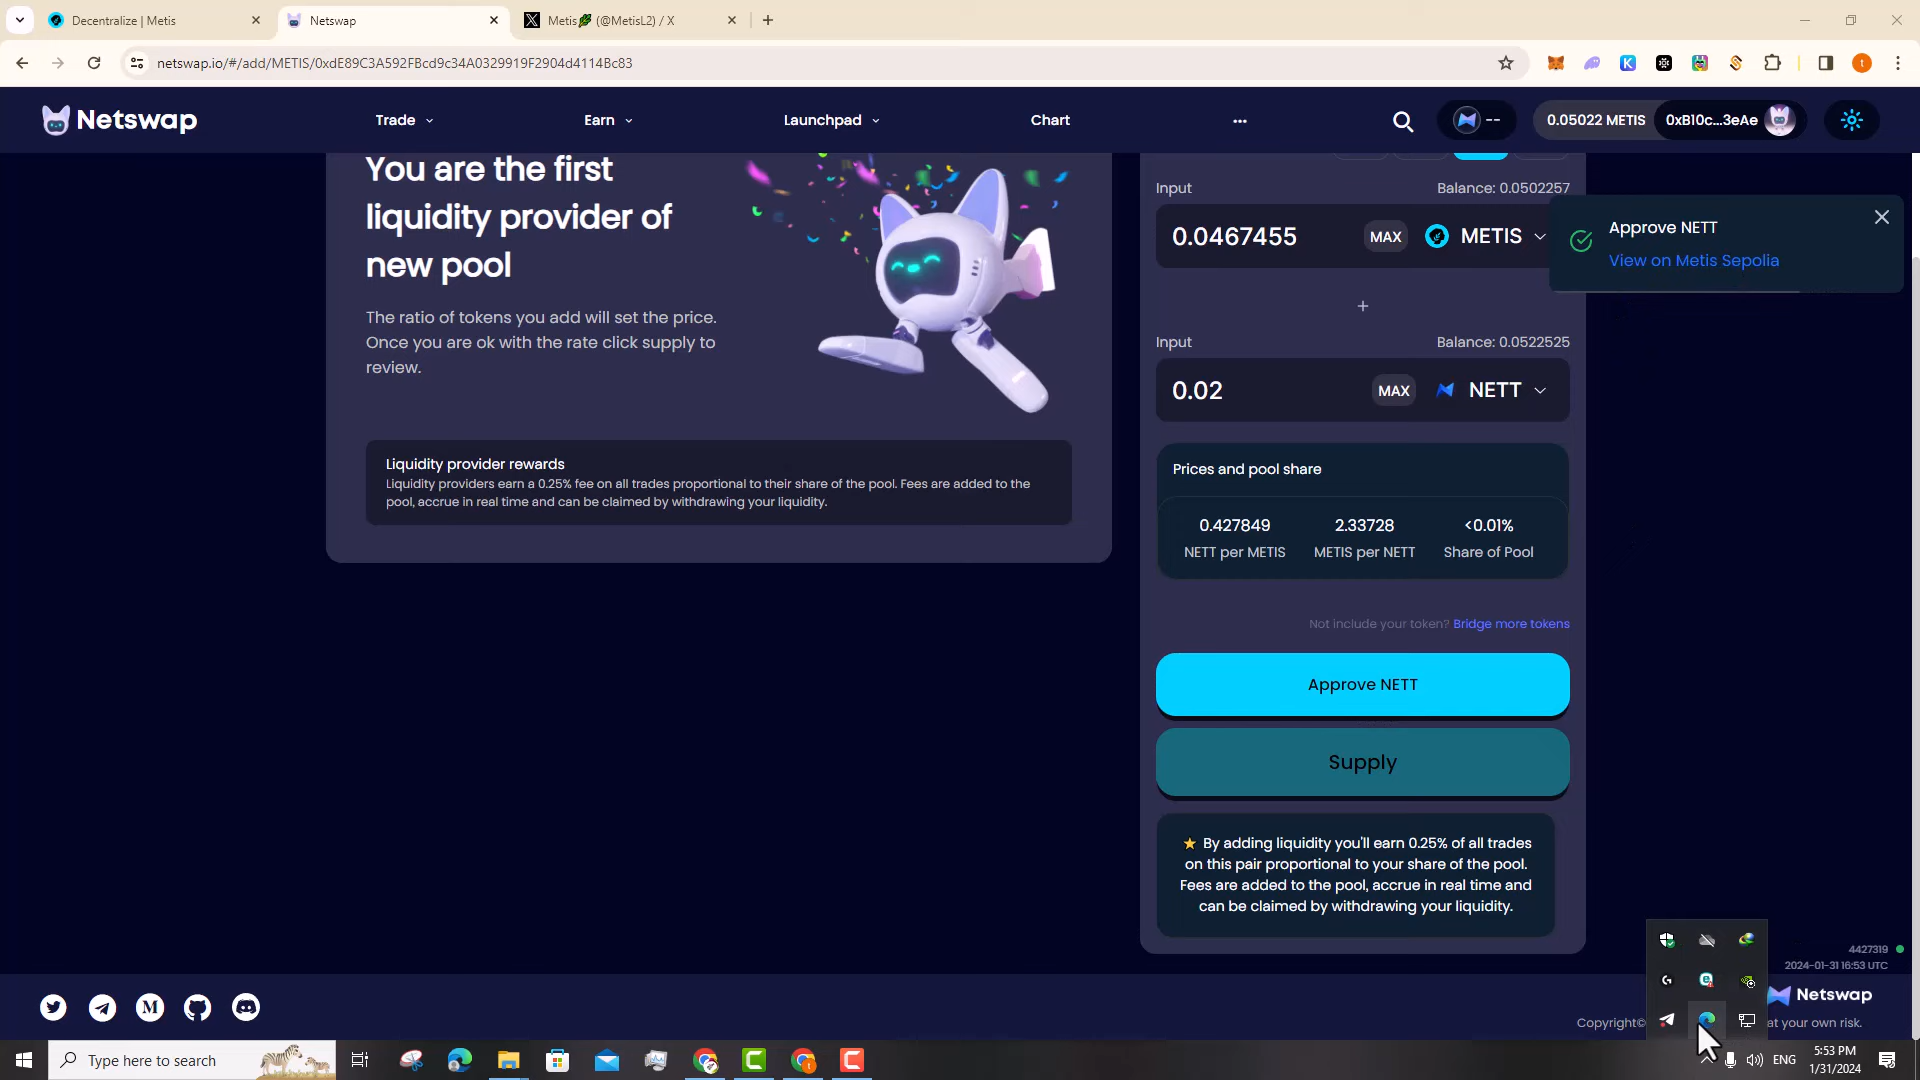 Decentralize | Metis
Netswap
Metis🌿 (@MetisL2) / X
netswap.io/#/add/METIS/0xdE89C3A592FBcd9c34A0329919F2904d4114Bc83
Netswap
Trade
Earn
Launchpad
Chart
--
0.05022 METIS
0xB10c...3eAe
You are the first
liquidity provider of
new pool
The ratio of tokens you add will set the price.
Once you are ok with the rate click supply to
review.
Liquidity provider rewards
Liquidity providers earn a 0.25% fee on all trades proportional to their share of the pool. Fees are added to the
pool, accrue in real time and can be claimed by withdrawing your liquidity.
Input
Balance: 0.0502257
0.0467455
MAX
METIS
Approve NETT
View on Metis Sepolia
+
Input
Balance: 0.0522525
0.02
MAX
NETT
Prices and pool share
0.427849
2.33728
<0.01%
NETT per METIS
METIS per NETT
Share of Pool
Not include your token? Bridge more tokens
Approve NETT
Supply
⭐ By adding liquidity you'll earn 0.25% of all trades
on this pair proportional to your share of the pool.
Fees are added to the pool, accrue in real time and
can be claimed by withdrawing your liquidity.
4427319
2024-01-31 16:53 UTC
Netswap
Copyright©
at your own risk.
Type here to search
ENG
5:53 PM
1/31/2024